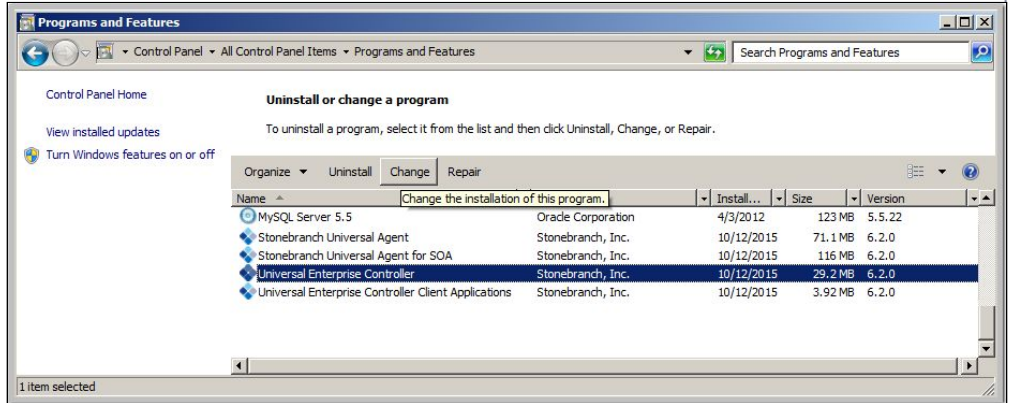 Programs and Features
Control Panel All Control Panel Items Programs and Features Search Programs and Features
Control Panel Home
View installed updates
Turn Windows features on or off
Uninstall or change a program
To uninstall a program, select it from the list and then click Uninstall, Change, or Repair.
Organize Uninstall Change Repair
Name Install... Size Version
Change the installation of this program.
MySQL Server 5.5 Oracle Corporation 4/3/2012 123 MB 5.5.22
Stonebranch Universal Agent Stonebranch, Inc. 10/12/2015 71.1 MB 6.2.0
Stonebranch Universal Agent for SOA Stonebranch, Inc. 10/12/2015 116 MB 6.2.0
Universal Enterprise Controller Stonebranch, Inc. 10/12/2015 29.2 MB 6.2.0
Universal Enterprise Controller Client Applications Stonebranch, Inc. 10/12/2015 3.92 MB 6.2.0
1 item selected